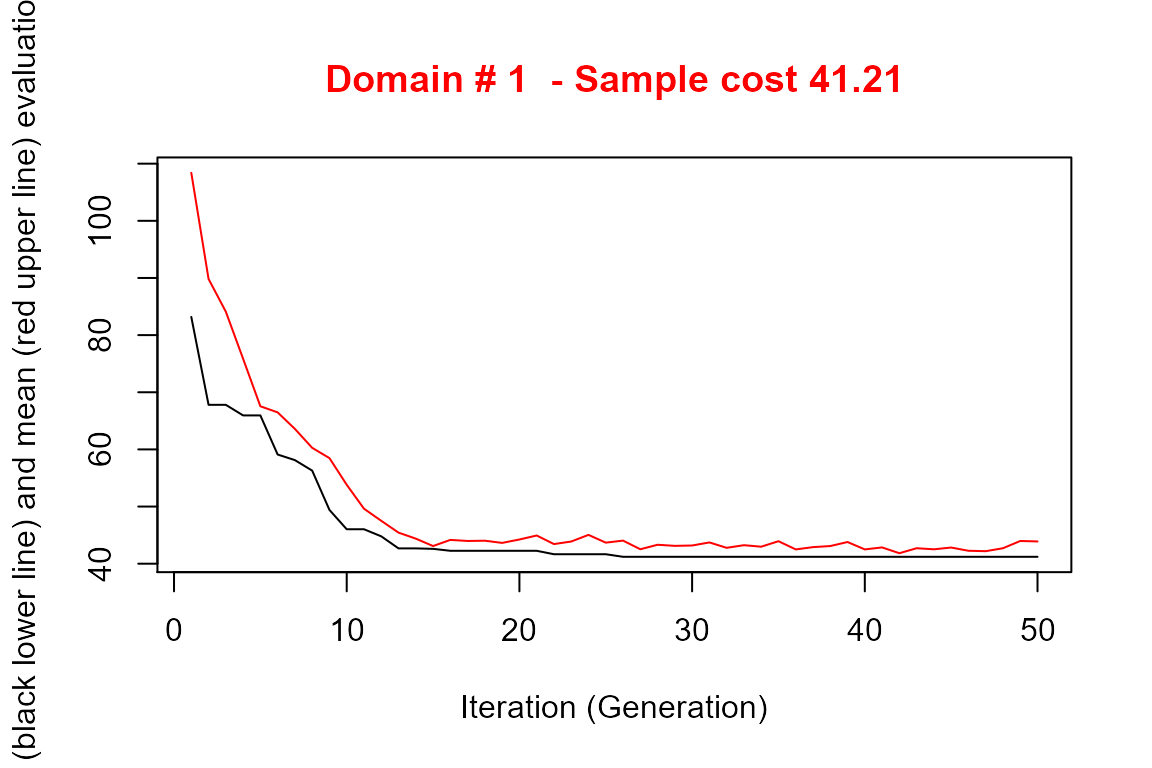 Domain # 1 - Sample cost 41.21
(black lower line) and mean (red upper line) evaluatio
100
80
60
40
0 10 20 30 40 50
Iteration (Generation)